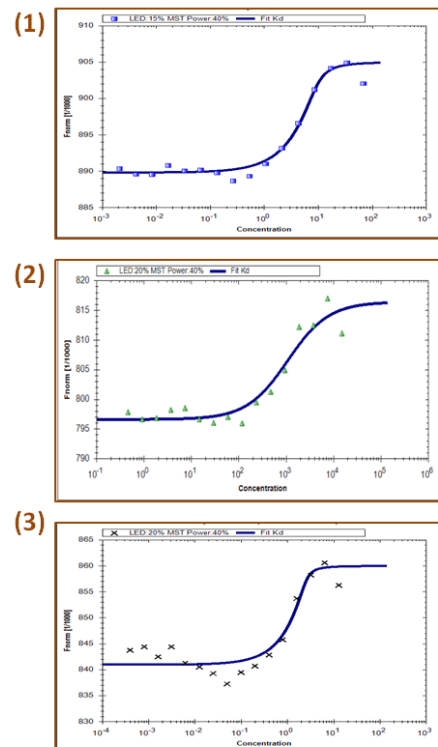 (1)
LED:15% MST Power:40% Fit Kd
910
905
900
895
890
885
Fnorm [1/1000]
10-3 10-2 10-1 100 101 102 103
Concentration
(2)
LED:20% MST Power:40% Fit Kd
820
815
810
805
800
795
790
Fnorm [1/1000]
10-1 100 101 102 103 104 105 106
Concentration
(3)
LED:20% MST Power:40% Fit Kd
860
855
850
845
840
835
830
Fnorm [1/1000]
10-4 10-3 10-2 10-1 100 101 102 103
Concentration